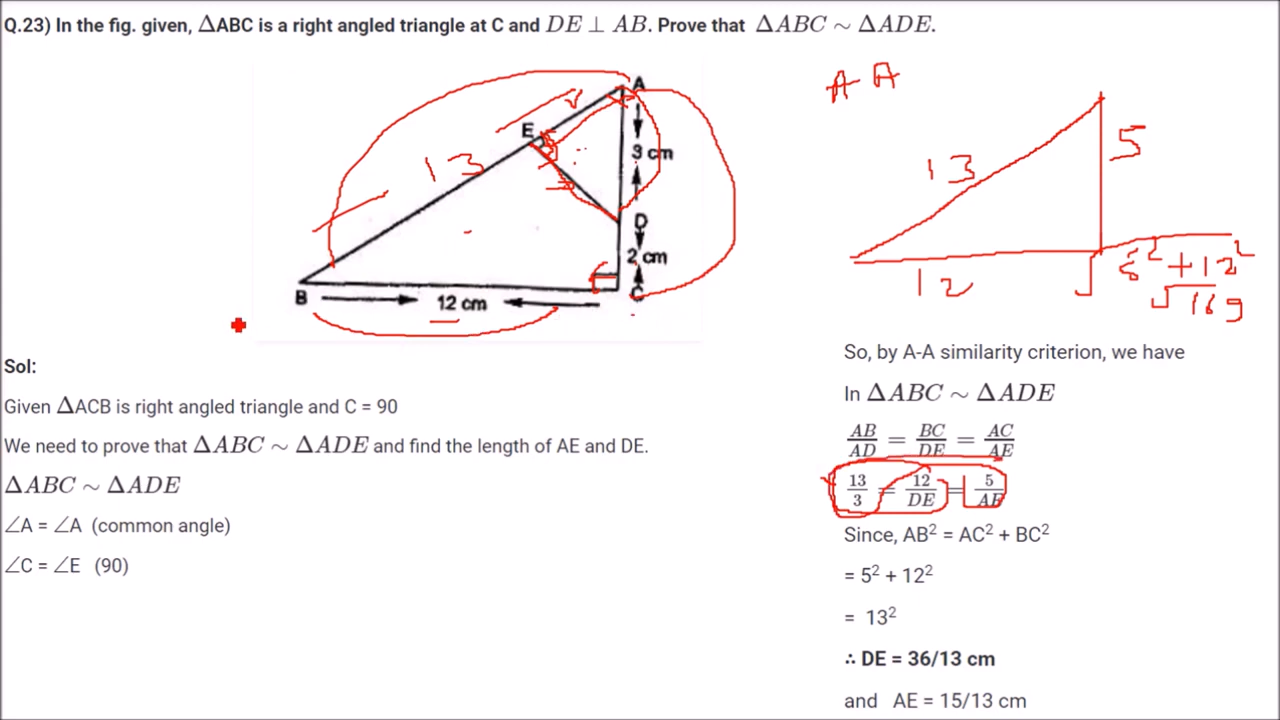 Q.23) In the fig. given, ΔABC is a right angled triangle at C and DE ⊥ AB. Prove that ΔABC ~ ΔADE.
A
E
3 cm
13
D
2 cm
B
12 cm
C
A A
13
5
12
5² + 12²
√169
Sol:
Given ΔACB is right angled triangle and C = 90
We need to prove that ΔABC ~ ΔADE and find the length of AE and DE.
ΔABC ~ ΔADE
∠A = ∠A (common angle)
∠C = ∠E (90)
So, by A-A similarity criterion, we have
In ΔABC ~ ΔADE
AB/AD = BC/DE = AC/AE
13/3 = 12/DE = 5/AE
Since, AB² = AC² + BC²
= 5² + 12²
= 13²
∴ DE = 36/13 cm
and AE = 15/13 cm